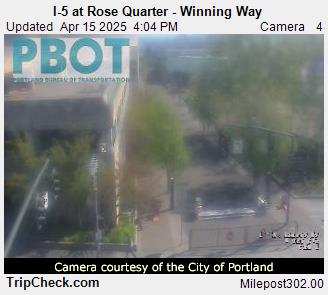 I-5 at Rose Quarter - Winning Way
Updated Apr 15 2025 4:04 PM Camera 4
PBOT
PORTLAND BUREAU OF TRANSPORTATION
Camera courtesy of the City of Portland
TripCheck.com Milepost302.00